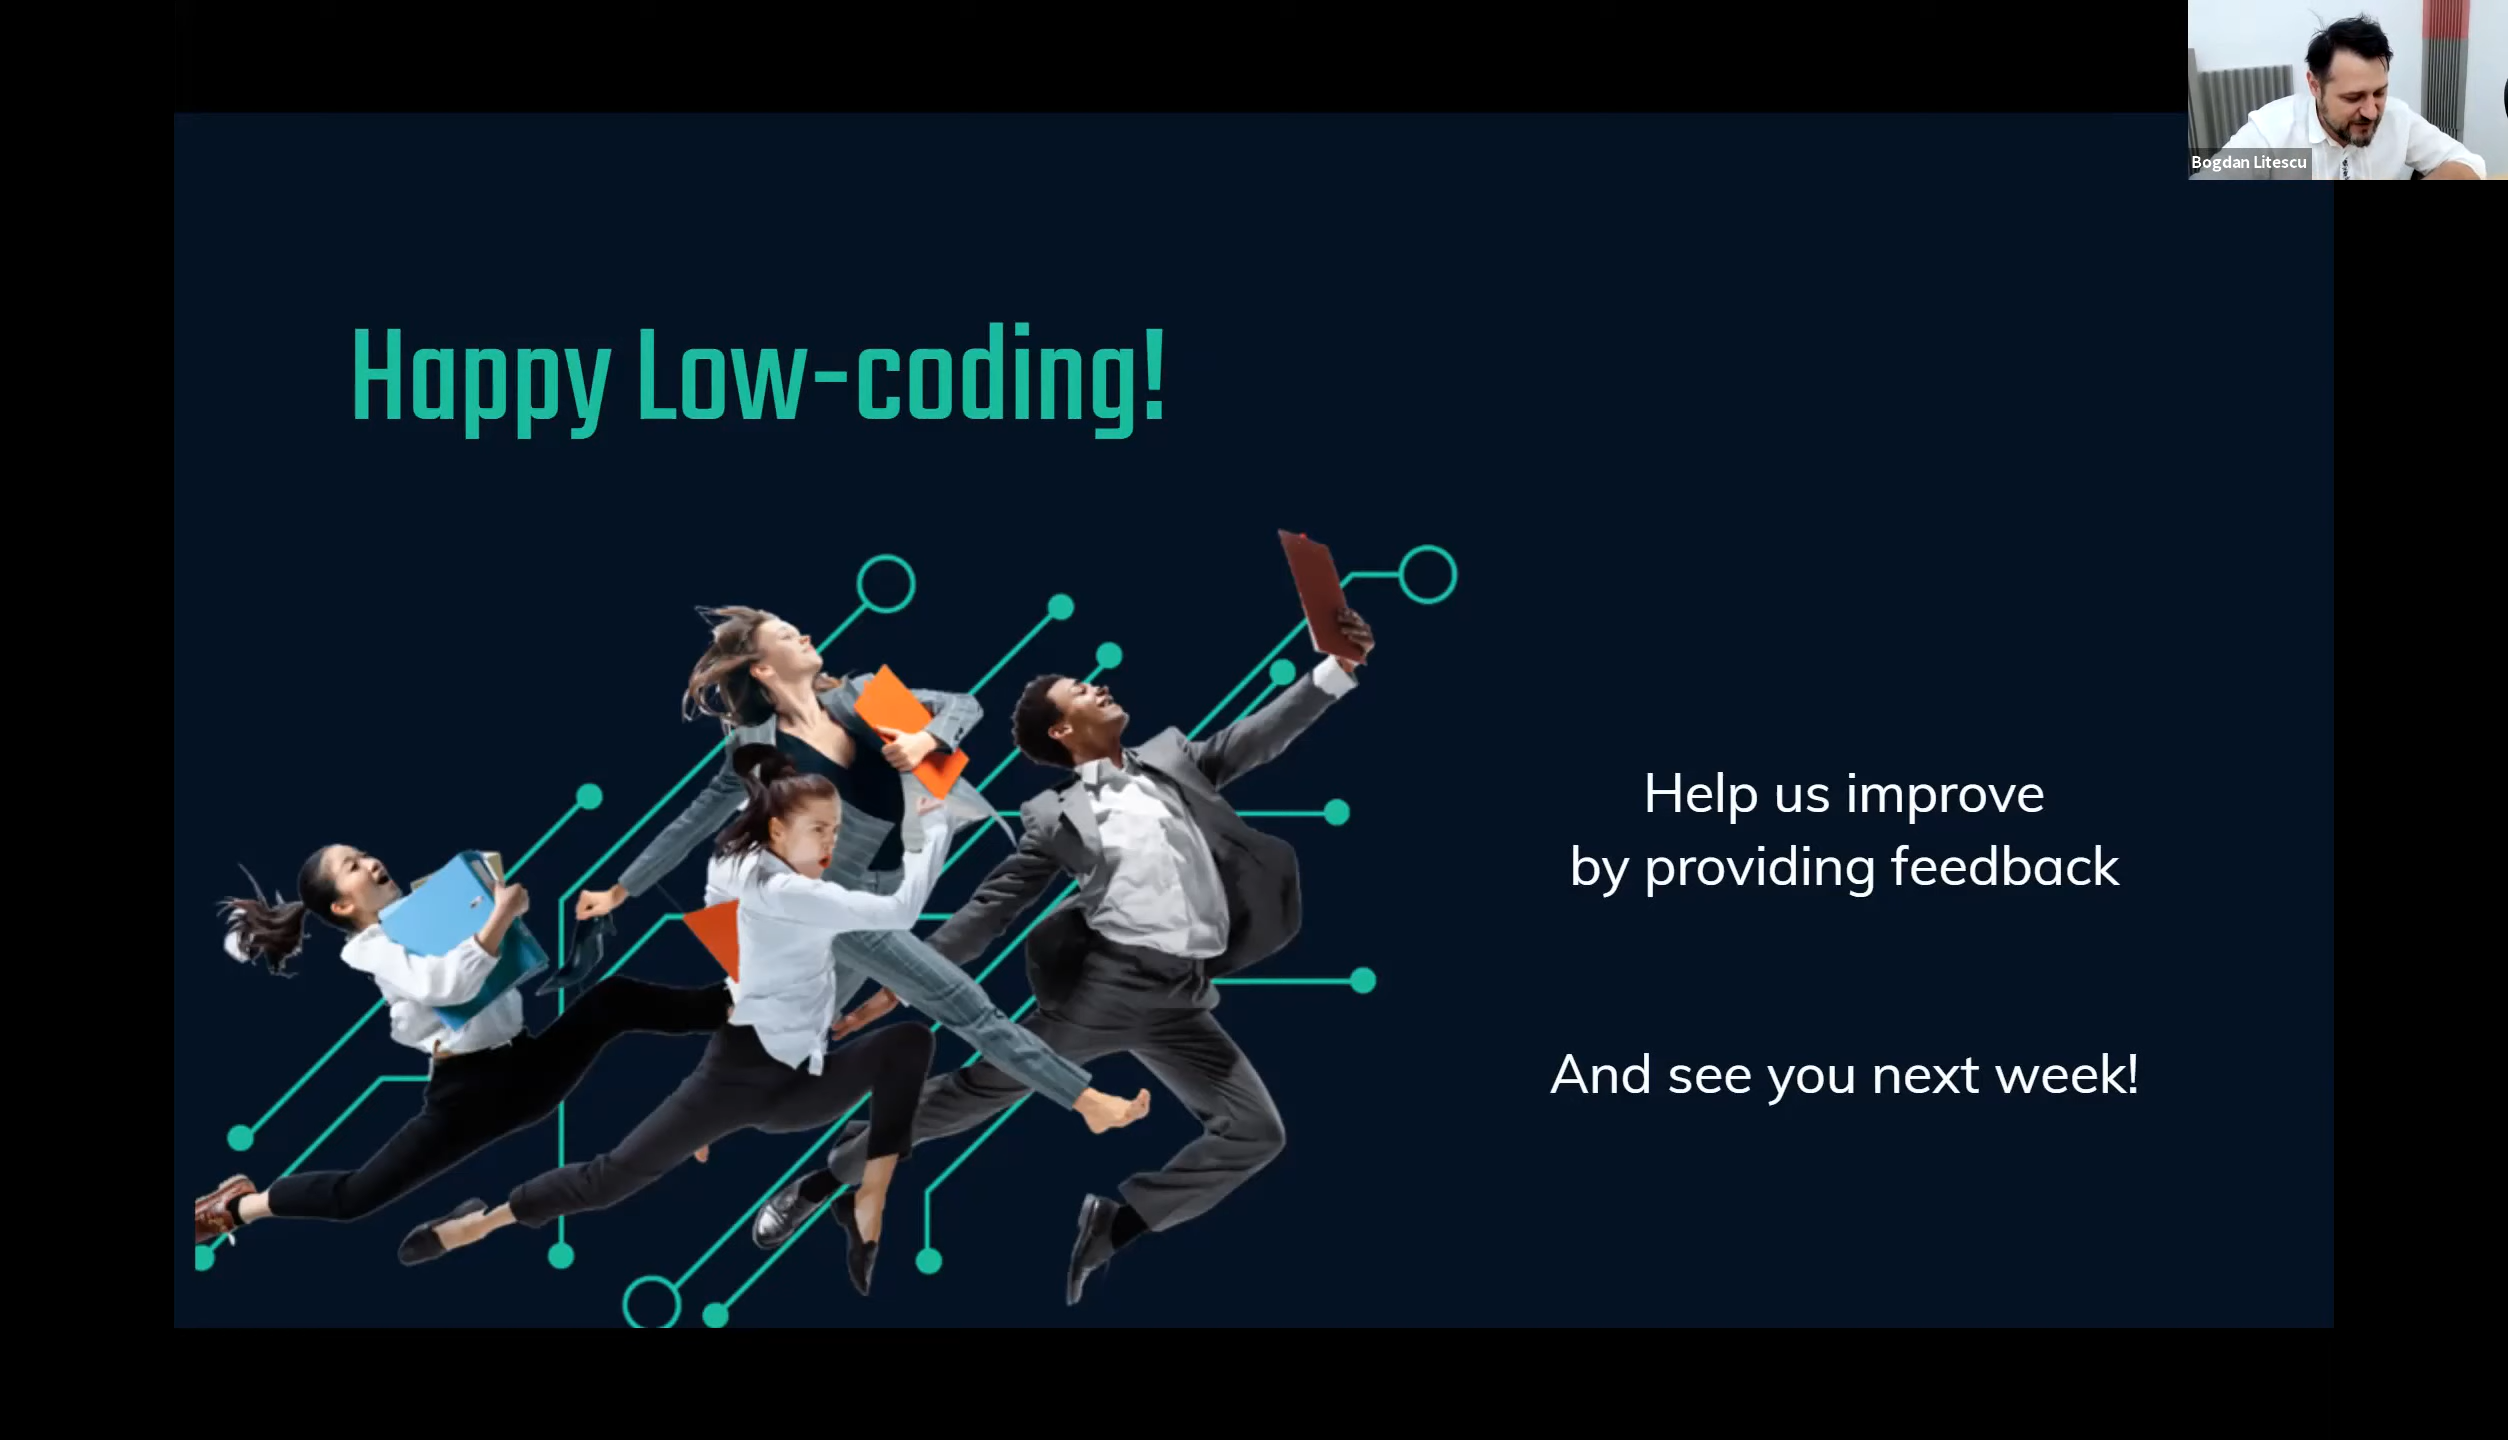 Bogdan Litescu
Happy Low-coding!
Help us improve
by providing feedback
And see you next week!